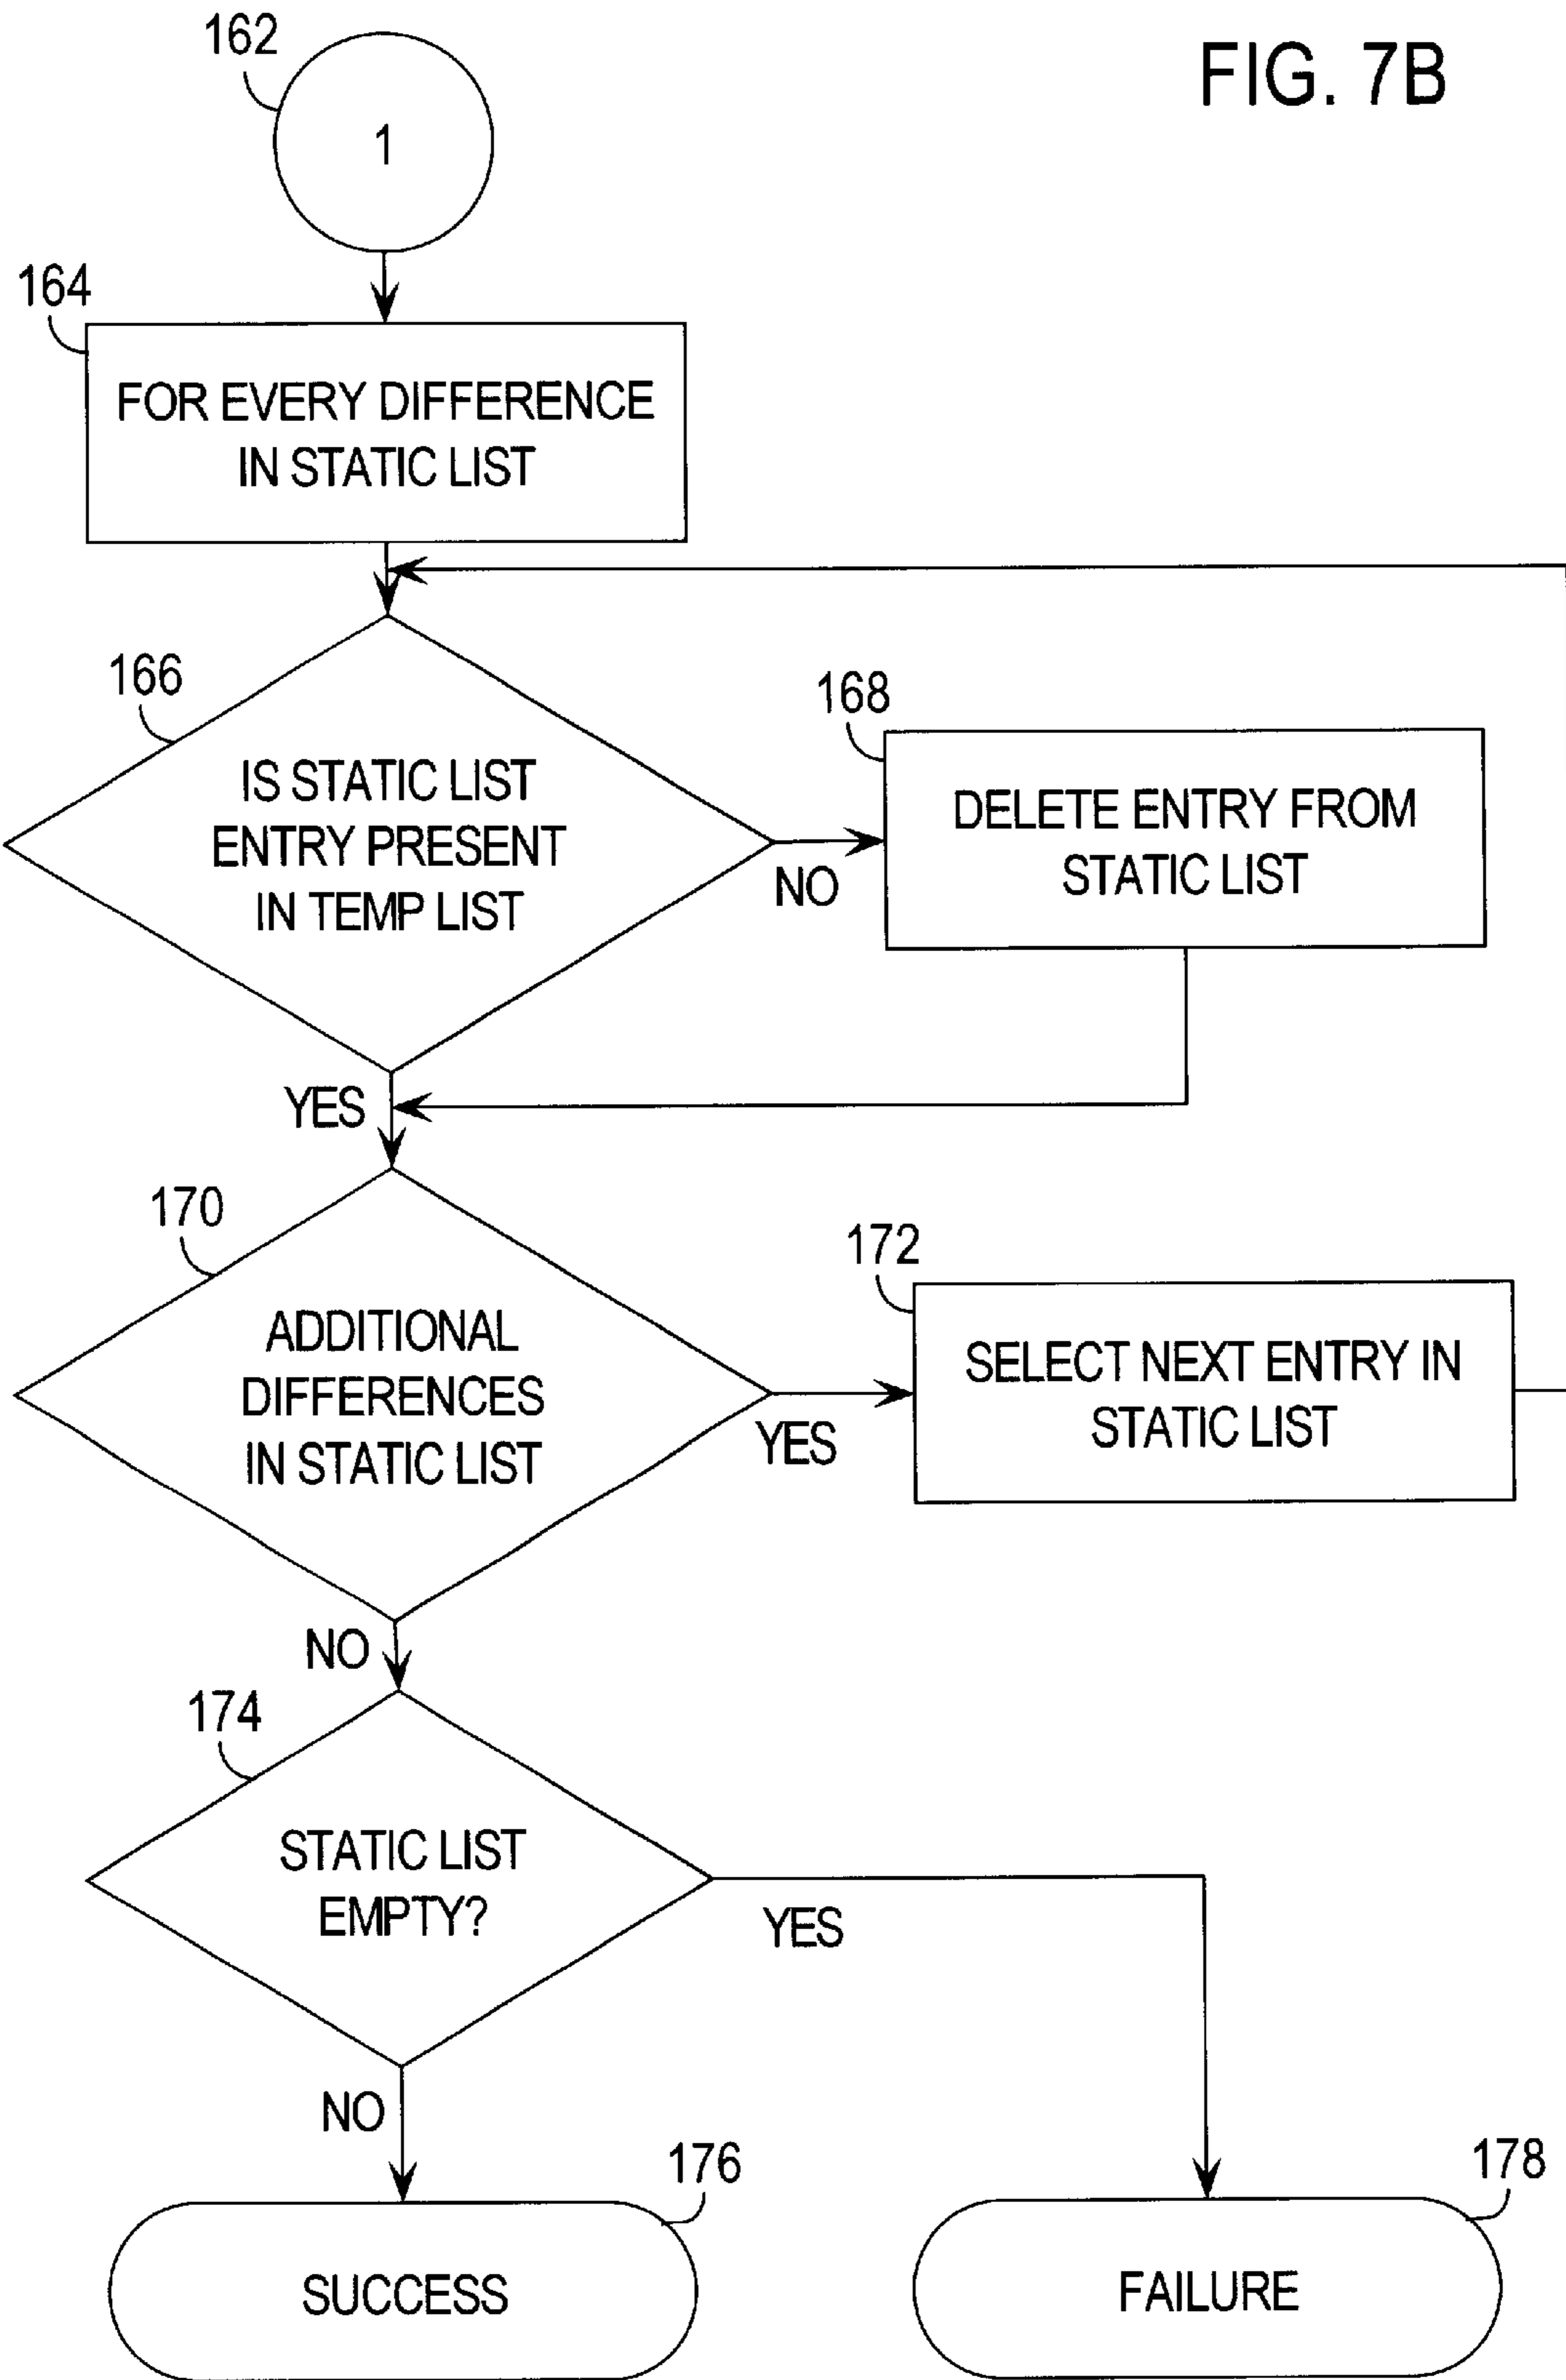 FIG. 7B
162
1
164
FOR EVERY DIFFERENCE
IN STATIC LIST
166
IS STATIC LIST
ENTRY PRESENT
IN TEMP LIST
168
DELETE ENTRY FROM
STATIC LIST
NO
YES
170
ADDITIONAL
DIFFERENCES
IN STATIC LIST
172
SELECT NEXT ENTRY IN
STATIC LIST
YES
NO
174
STATIC LIST
EMPTY?
YES
NO
176
SUCCESS
178
FAILURE